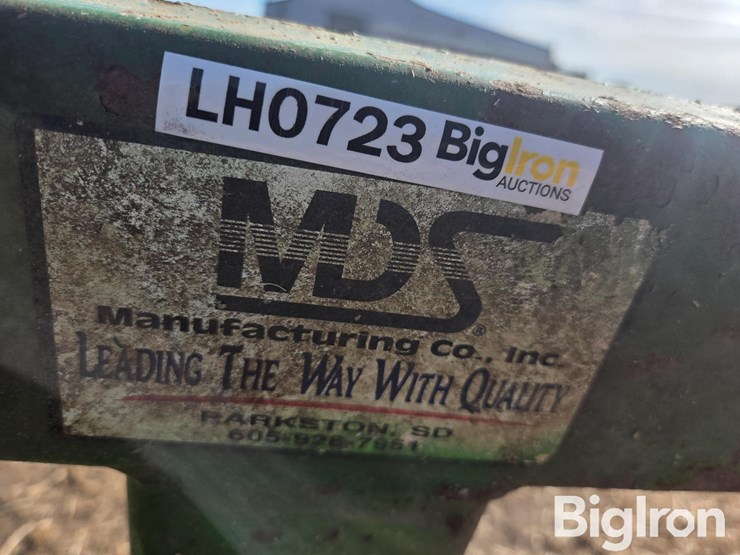 LH0723 BigIron
AUCTIONS
MDS
®
Manufacturing Co., Inc.
LEADING THE WAY WITH QUALITY
PARKSTON, SD
605-928-7951
BigIron